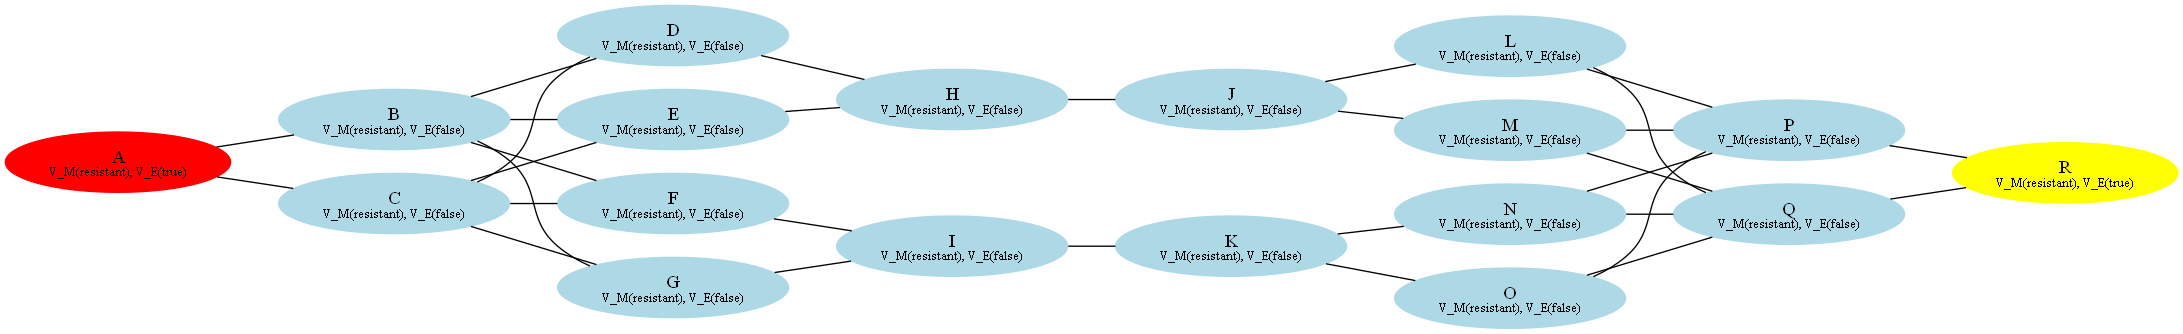 A
V_M(resistant), V_E(true)
B
V_M(resistant), V_E(false)
C
V_M(resistant), V_E(false)
D
V_M(resistant), V_E(false)
E
V_M(resistant), V_E(false)
F
V_M(resistant), V_E(false)
G
V_M(resistant), V_E(false)
H
V_M(resistant), V_E(false)
I
V_M(resistant), V_E(false)
J
V_M(resistant), V_E(false)
K
V_M(resistant), V_E(false)
L
V_M(resistant), V_E(false)
M
V_M(resistant), V_E(false)
N
V_M(resistant), V_E(false)
O
V_M(resistant), V_E(false)
P
V_M(resistant), V_E(false)
Q
V_M(resistant), V_E(false)
R
V_M(resistant), V_E(true)